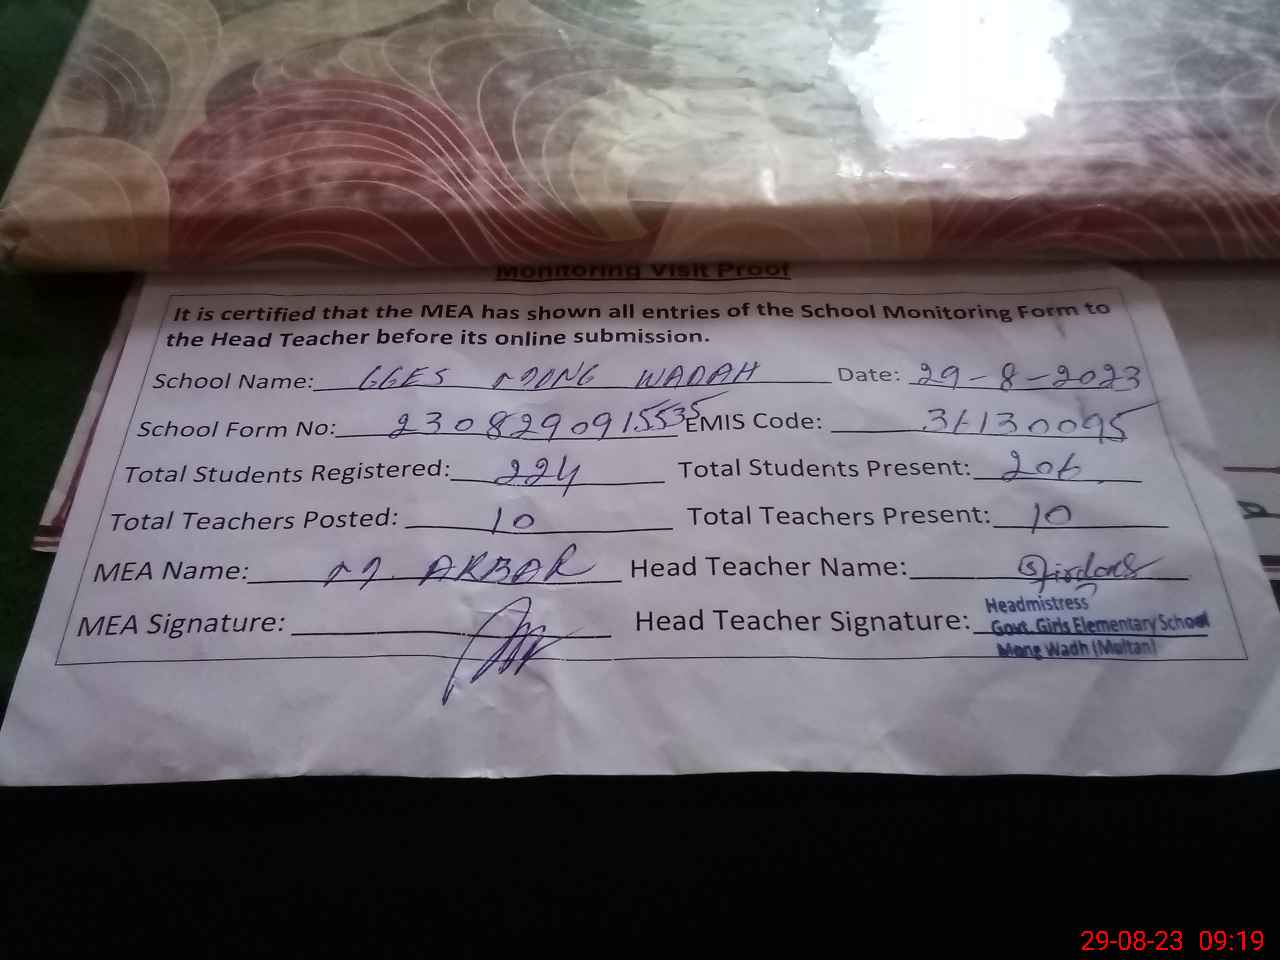 Monitoring Visit Proof
It is certified that the MEA has shown all entries of the School Monitoring Form to
the Head Teacher before its online submission.
School Name: GGES MONG WADAH Date: 29-8-2023
School Form No: 2308290915535 EMIS Code: 36130095
Total Students Registered: 224 Total Students Present: 206
Total Teachers Posted: 10 Total Teachers Present: 10
MEA Name: M. AKBAR Head Teacher Name: Firdous
MEA Signature: Head Teacher Signature:
Headmistress
Govt. Girls Elementary School
Mong Wadh (Multan)
29-08-23 09:19